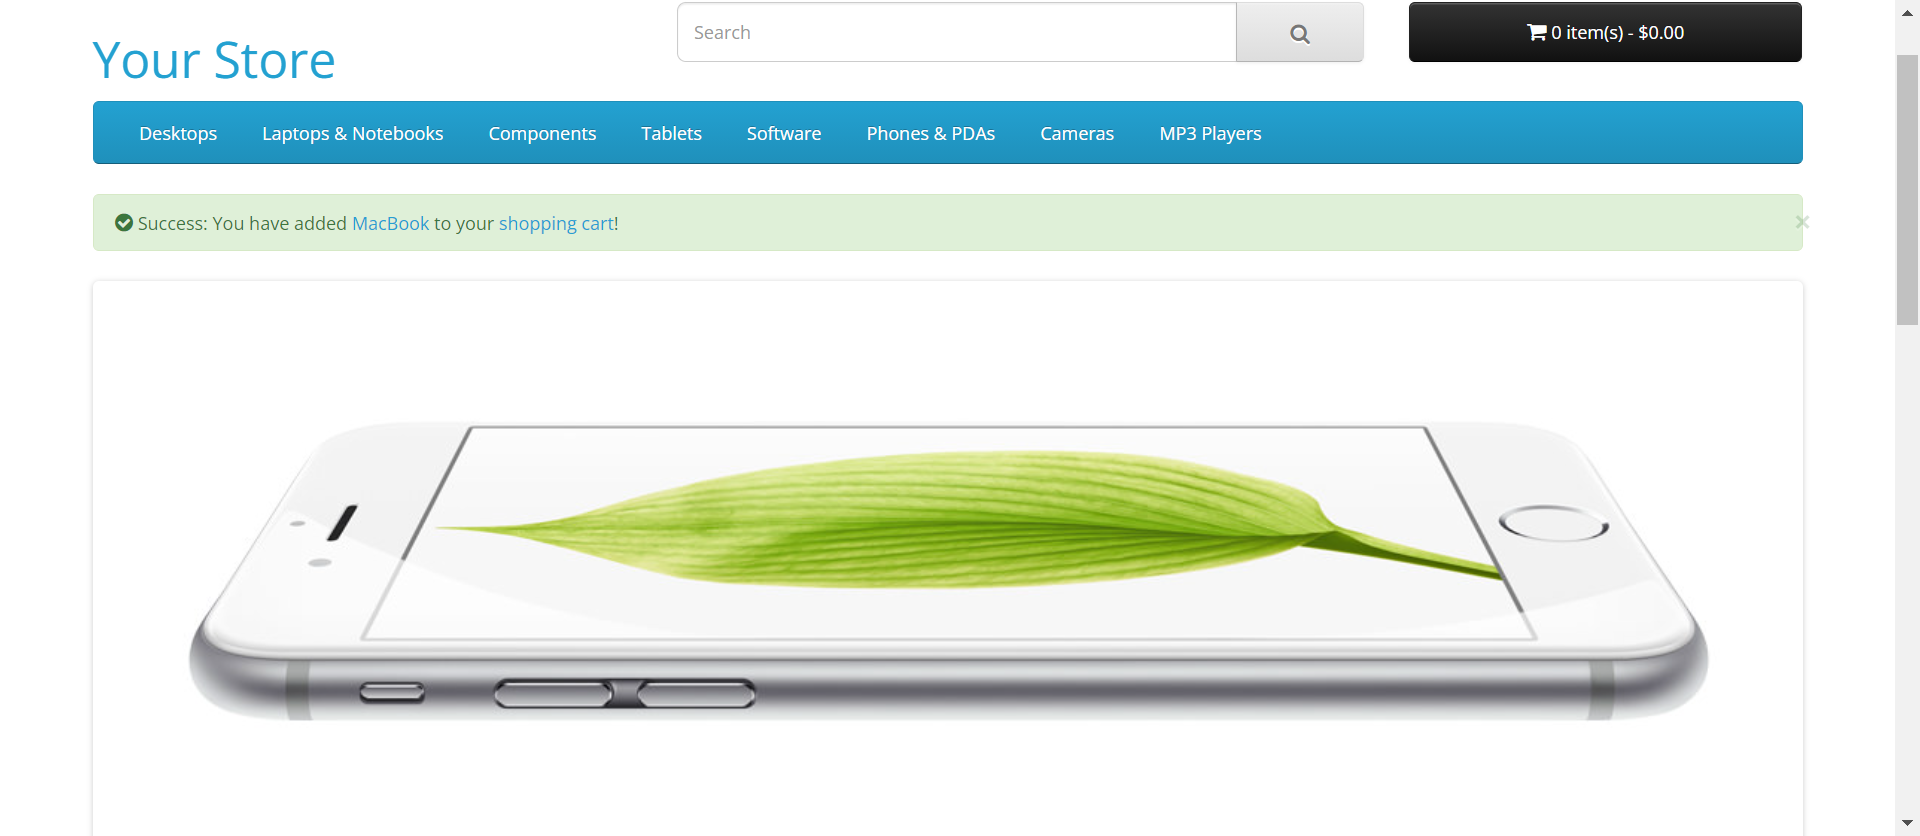 Your Store
Search
0 item(s) - $0.00
Desktops
Laptops & Notebooks
Components
Tablets
Software
Phones & PDAs
Cameras
MP3 Players
Success: You have added MacBook to your shopping cart!
×